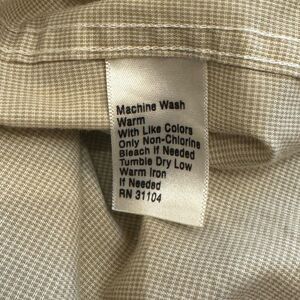 Machine Wash
Warm
With Like Colors
Only Non-Chlorine
Bleach If Needed
Tumble Dry Low
Warm Iron
If Needed
RN 31104